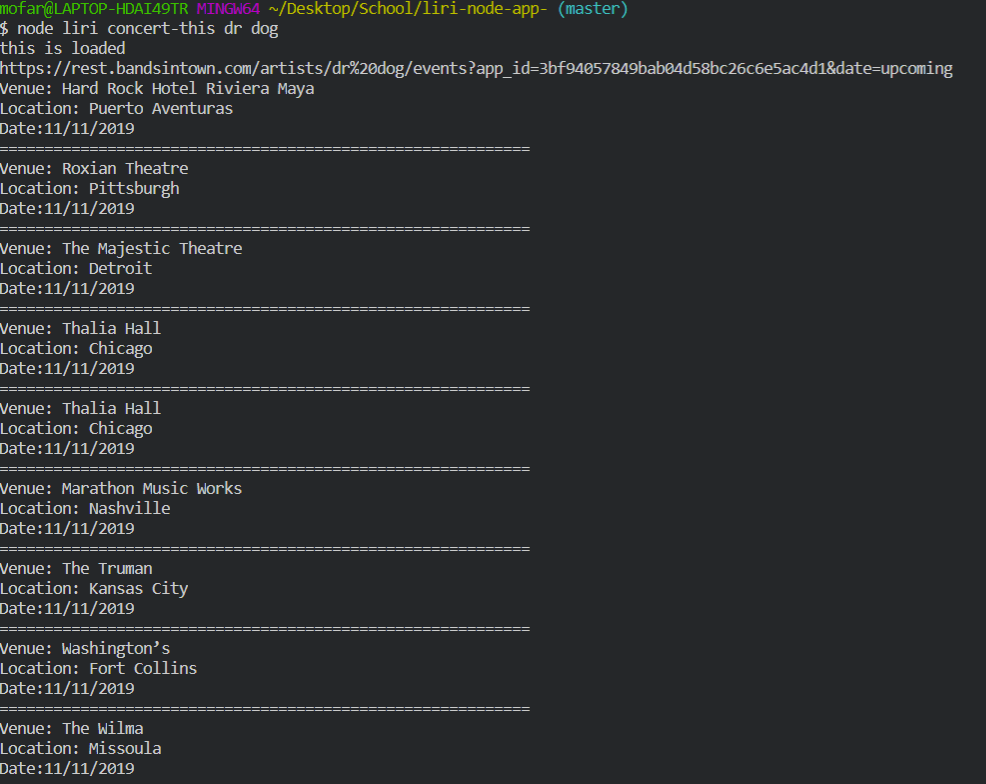 mofar@LAPTOP-HDAI49TR MINGW64 ~/Desktop/School/liri-node-app- (master)
$ node liri concert-this dr dog
this is loaded
https://rest.bandsintown.com/artists/dr%20dog/events?app_id=3bf94057849bab04d58bc26c6e5ac4d1&date=upcoming
Venue: Hard Rock Hotel Riviera Maya
Location: Puerto Aventuras
Date:11/11/2019
===========================================================
Venue: Roxian Theatre
Location: Pittsburgh
Date:11/11/2019
===========================================================
Venue: The Majestic Theatre
Location: Detroit
Date:11/11/2019
===========================================================
Venue: Thalia Hall
Location: Chicago
Date:11/11/2019
===========================================================
Venue: Thalia Hall
Location: Chicago
Date:11/11/2019
===========================================================
Venue: Marathon Music Works
Location: Nashville
Date:11/11/2019
===========================================================
Venue: The Truman
Location: Kansas City
Date:11/11/2019
===========================================================
Venue: Washington’s
Location: Fort Collins
Date:11/11/2019
===========================================================
Venue: The Wilma
Location: Missoula
Date:11/11/2019